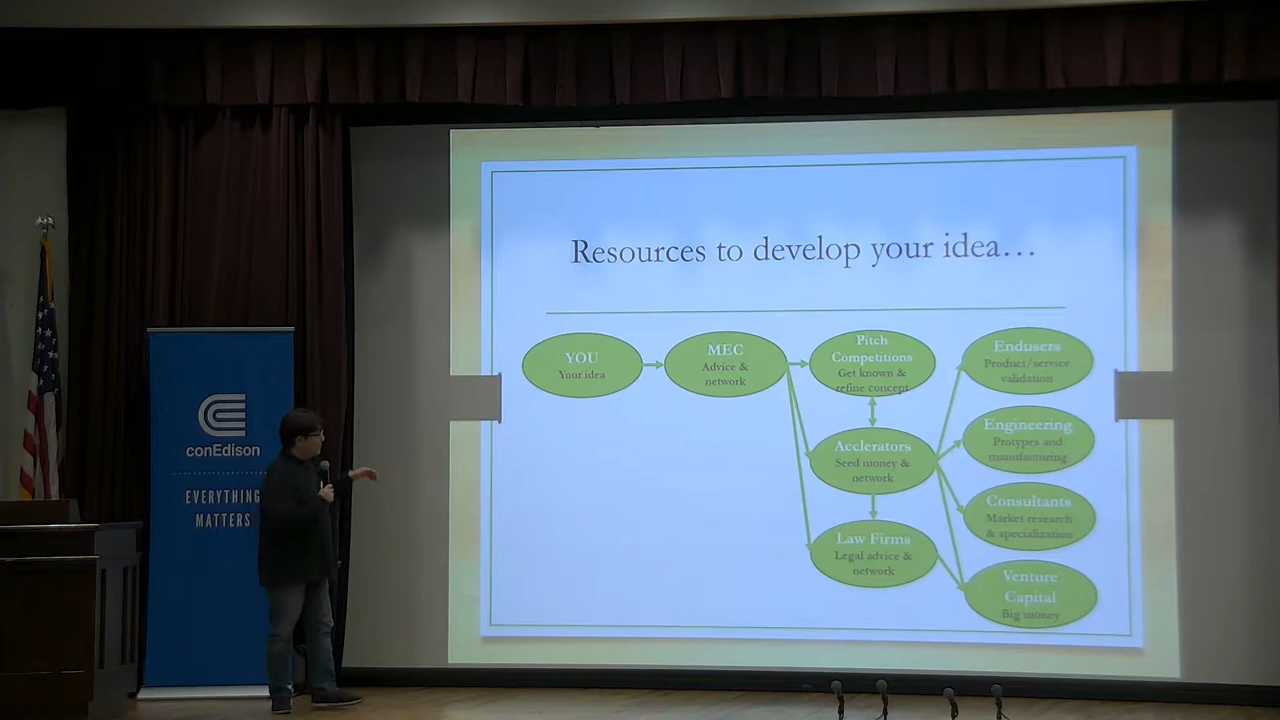 Resources to develop your idea...
YOU
Your idea
MEC
Advice &
network
Pitch
Competitions
Get known &
refine concept
Acclerators
Seed money &
network
Law Firms
Legal advice &
network
Endusers
Product/service
validation
Engineering
Protypes and
manufacturing
Consultants
Market research
& specialization
Venture
Capital
Big money
conEdison
EVERYTHING
MATTERS